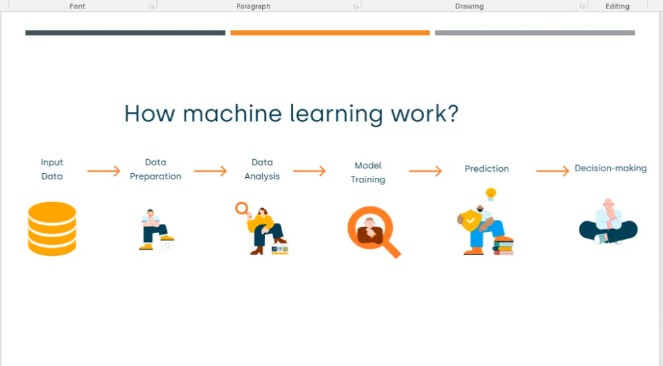 Font Paragraph Drawing Editing
How machine learning work?
Input
Data
Data
Preparation
Data
Analysis
Model
Training
Prediction
Decision-making